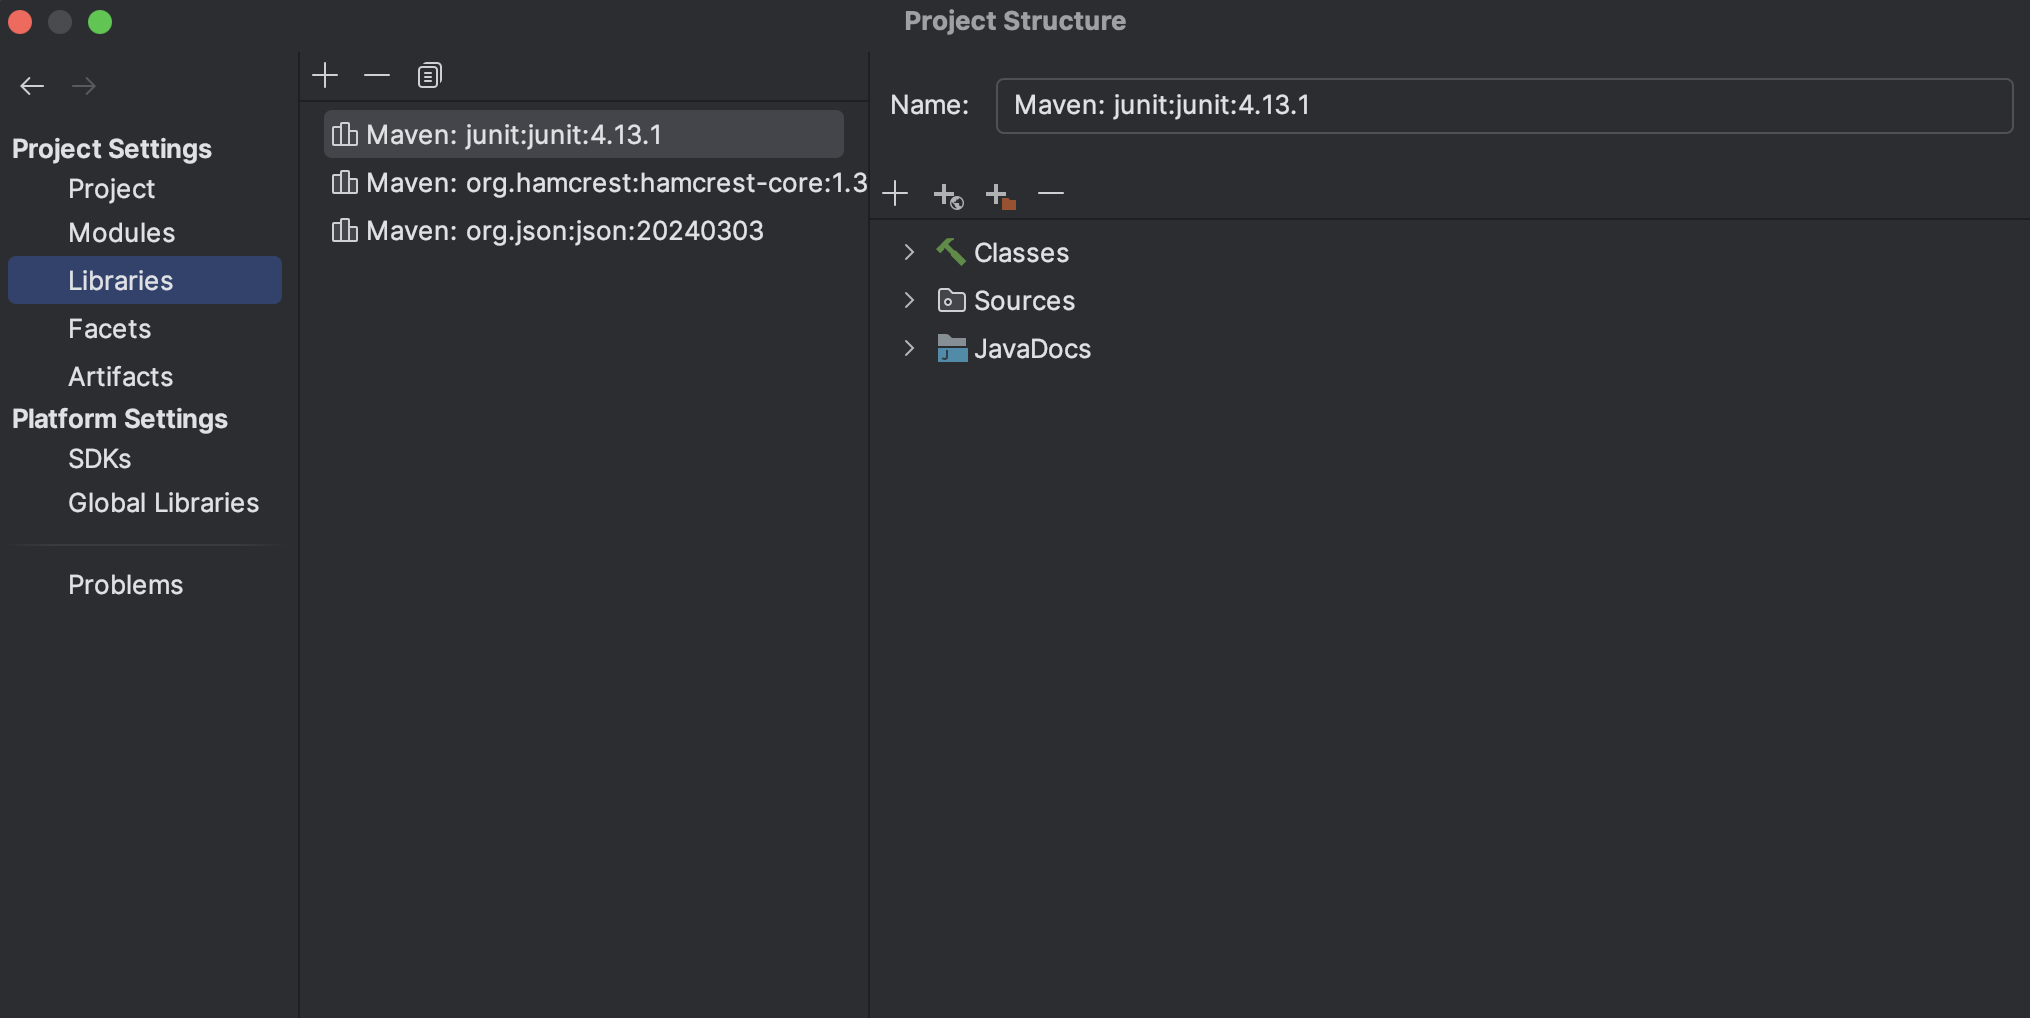 Project Structure
Project Settings
Project
Modules
Libraries
Facets
Artifacts
Platform Settings
SDKs
Global Libraries
Problems
Maven: junit:junit:4.13.1
Maven: org.hamcrest:hamcrest-core:1.3
Maven: org.json:json:20240303
Name: Maven: junit:junit:4.13.1
Classes
Sources
JavaDocs